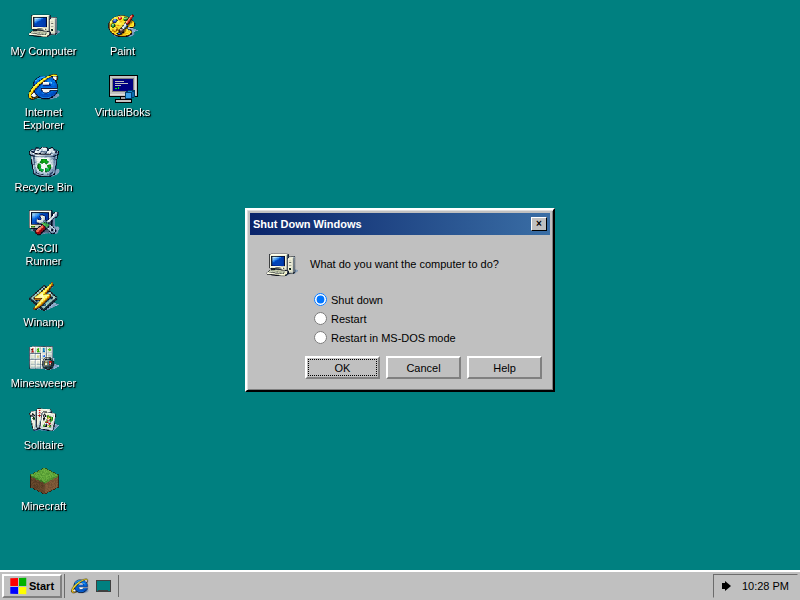 My Computer
Paint
Internet
Explorer
VirtualBoks
Recycle Bin
ASCII
Runner
Winamp
Minesweeper
Solitaire
Minecraft
Shut Down Windows
What do you want the computer to do?
Shut down
Restart
Restart in MS-DOS mode
OK
Cancel
Help
Start
10:28 PM